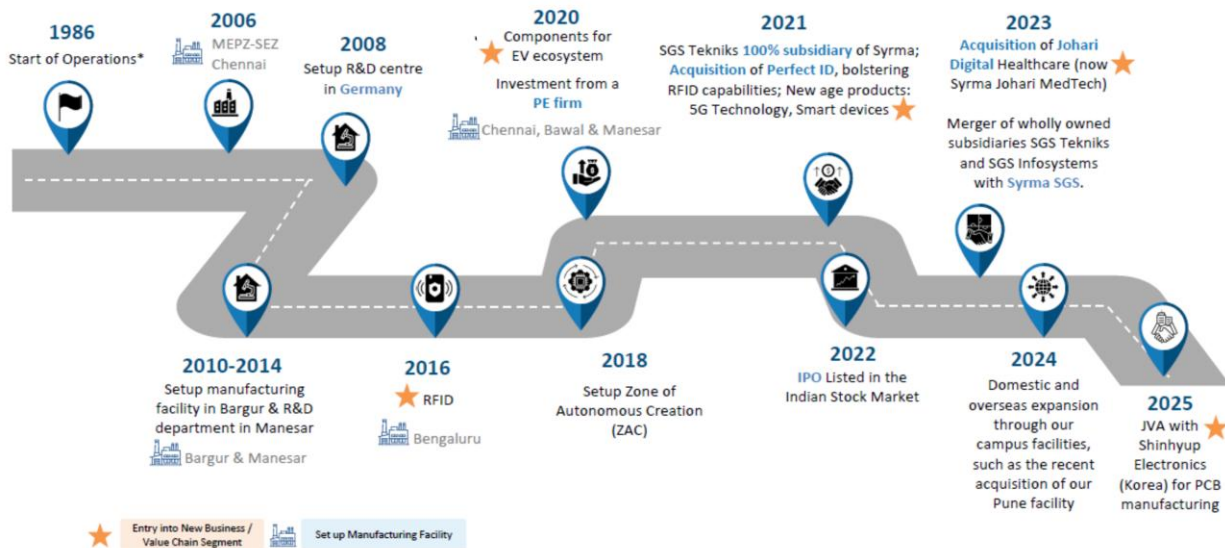 1986
Start of Operations*
2006
MEPZ-SEZ
Chennai
2008
Setup R&D centre
in Germany
2020
Components for
EV ecosystem
Investment from a
PE firm
Chennai, Bawal & Manesar
2021
SGS Tekniks 100% subsidiary of Syrma;
Acquisition of Perfect ID, bolstering
RFID capabilities; New age products:
5G Technology, Smart devices
2023
Acquisition of Johari
Digital Healthcare (now
Syrma Johari MedTech)
Merger of wholly owned
subsidiaries SGS Tekniks
and SGS Infosystems
with Syrma SGS.
2010-2014
Setup manufacturing
facility in Bargur & R&D
department in Manesar
Bargur & Manesar
2016
RFID
Bengaluru
2018
Setup Zone of
Autonomous Creation
(ZAC)
2022
IPO Listed in the
Indian Stock Market
2024
Domestic and
overseas expansion
through our
campus facilities,
such as the recent
acquisition of our
Pune facility
2025
JVA with
Shinhyup
Electronics
(Korea) for PCB
manufacturing
Entry into New Business /
Value Chain Segment
Set up Manufacturing Facility